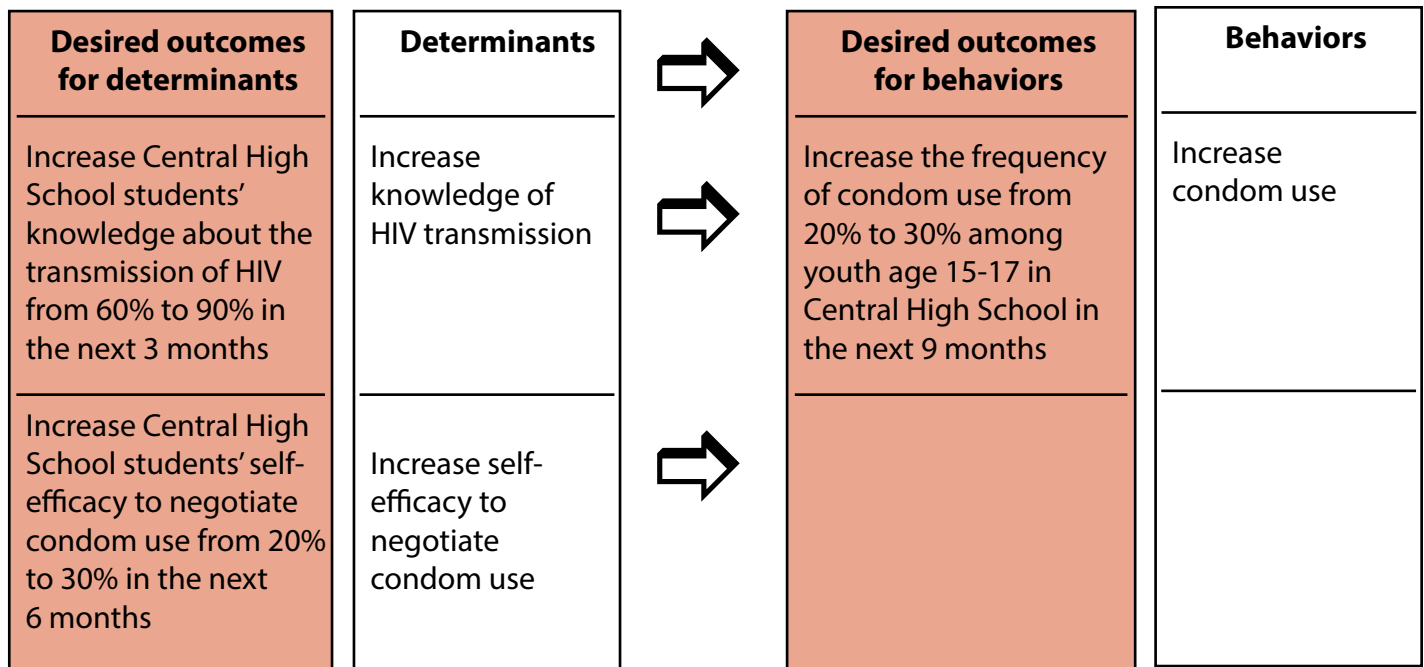 Desired outcomes
for determinants
Increase Central High
School students’
knowledge about the
transmission of HIV
from 60% to 90% in
the next 3 months
Increase Central High
School students’ self-
efficacy to negotiate
condom use from 20%
to 30% in the next
6 months
Determinants
Increase
knowledge of
HIV transmission
Increase self-
efficacy to
negotiate
condom use
Desired outcomes
for behaviors
Increase the frequency
of condom use from
20% to 30% among
youth age 15-17 in
Central High School in
the next 9 months
Behaviors
Increase
condom use